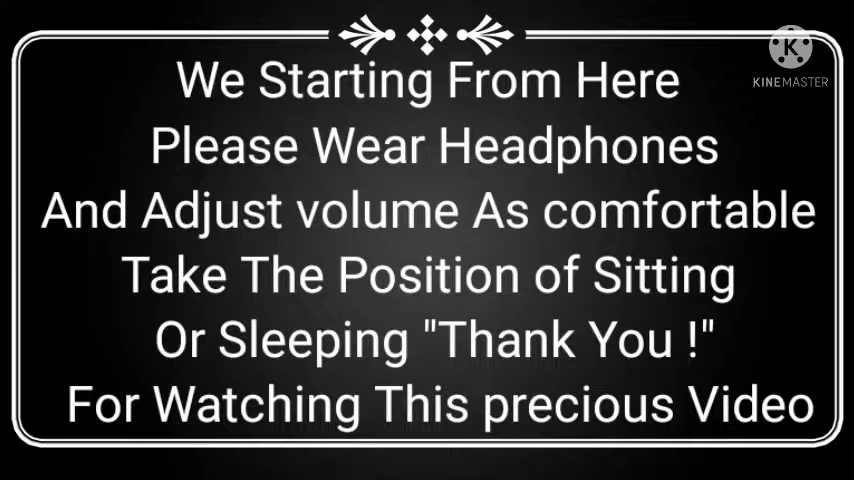 K
KINEMASTER
We Starting From Here
Please Wear Headphones
And Adjust volume As comfortable
Take The Position of Sitting
Or Sleeping "Thank You !"
For Watching This precious Video